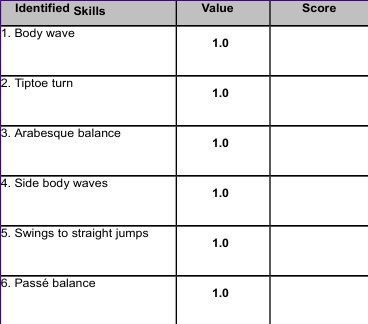 Identified Skills Value Score
1. Body wave 1.0
2. Tiptoe turn 1.0
3. Arabesque balance 1.0
4. Side body waves 1.0
5. Swings to straight jumps 1.0
6. Passé balance 1.0